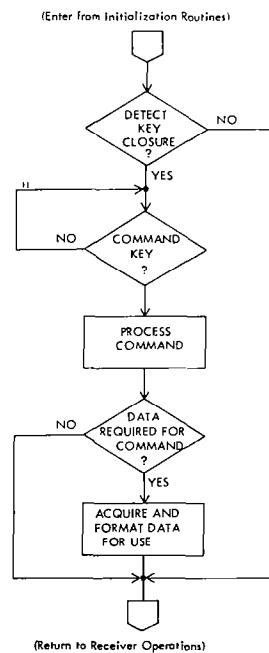 (Enter from Initialization Routines)
DETECT
KEY
CLOSURE
?
NO
YES
NO
COMMAND
KEY
?
PROCESS
COMMAND
DATA
REQUIRED FOR
COMMAND
?
NO
YES
ACQUIRE AND
FORMAT DATA
FOR USE
(Return to Receiver Operations)